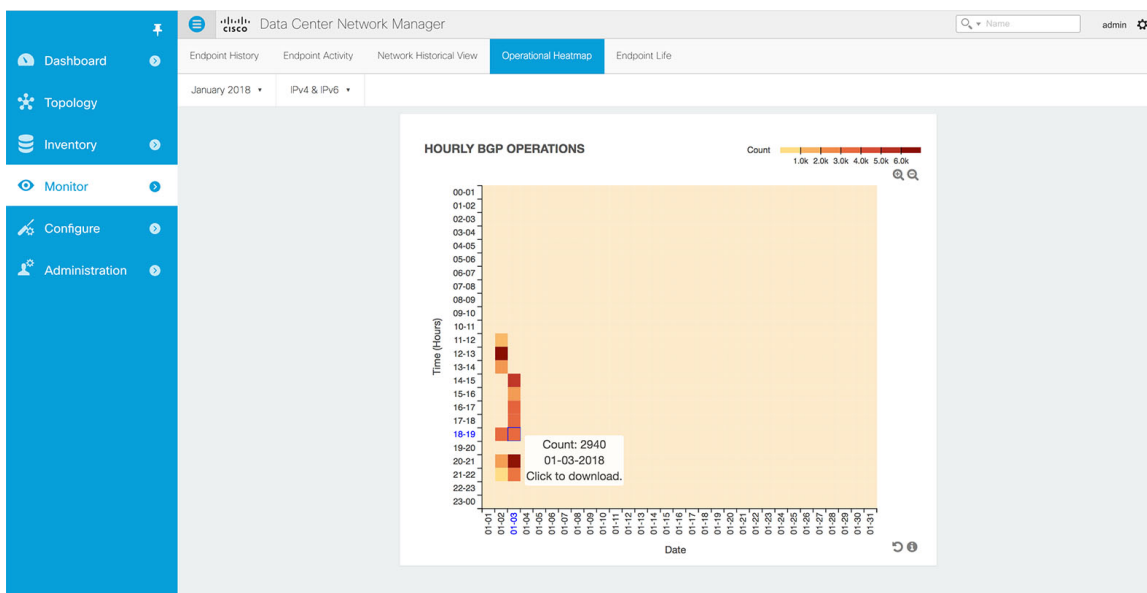 cisco Data Center Network Manager
Name
admin
Dashboard
Topology
Inventory
Monitor
Configure
Administration
Endpoint History Endpoint Activity Network Historical View Operational Heatmap Endpoint Life
January 2018 IPv4 & IPv6
HOURLY BGP OPERATIONS
Count
1.0k 2.0k 3.0k 4.0k 5.0k 6.0k
Time (Hours)
00-01
01-02
02-03
03-04
04-05
05-06
06-07
07-08
08-09
09-10
10-11
11-12
12-13
13-14
14-15
15-16
16-17
17-18
18-19
19-20
20-21
21-22
22-23
23-00
Count: 2940
01-03-2018
Click to download.
01-01 01-02 01-03 01-04 01-05 01-06 01-07 01-08 01-09 01-10 01-11 01-12 01-13 01-14 01-15 01-16 01-17 01-18 01-19 01-20 01-21 01-22 01-23 01-24 01-25 01-26 01-27 01-28 01-29 01-30 01-31
Date